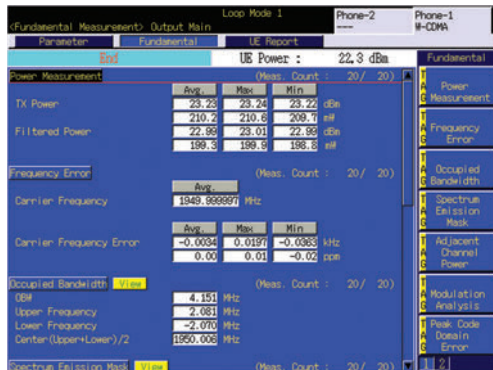 Loop Mode 1
Phone-2
Phone-1
<Fundamental Measurement> Output Main
----
W-CDMA
Parameter Fundamental UE Report
End
UE Power : 22.3 dBm
Fundamental
Power Measurement (Meas. Count : 20/ 20)
Avg. Max Min
TX Power 23.23 23.24 23.22 dBm
210.2 210.6 209.7 mW
Filtered Power 22.99 23.01 22.99 dBm
199.3 199.9 198.8 mW
Frequency Error (Meas. Count : 20/ 20)
Avg.
Carrier Frequency 1949.999997 MHz
Avg. Max Min
Carrier Frequency Error -0.0034 0.0197 -0.0363 kHz
0.00 0.01 -0.02 ppm
Occupied Bandwidth View (Meas. Count : 20/ 20)
OBW 4.151 MHz
Upper Frequency 2.081 MHz
Lower Frequency -2.070 MHz
Center(Upper+Lower)/2 1950.006 MHz
Spectrum Emission Mask View (Meas. Count : 20/ 20)
TAG Power Measurement
TAG Frequency Error
TAG Occupied Bandwidth
TAG Spectrum Emission Mask
TAG Adjacent Channel Power
TAG Modulation Analysis
TAG Peak Code Domain Error
1 2